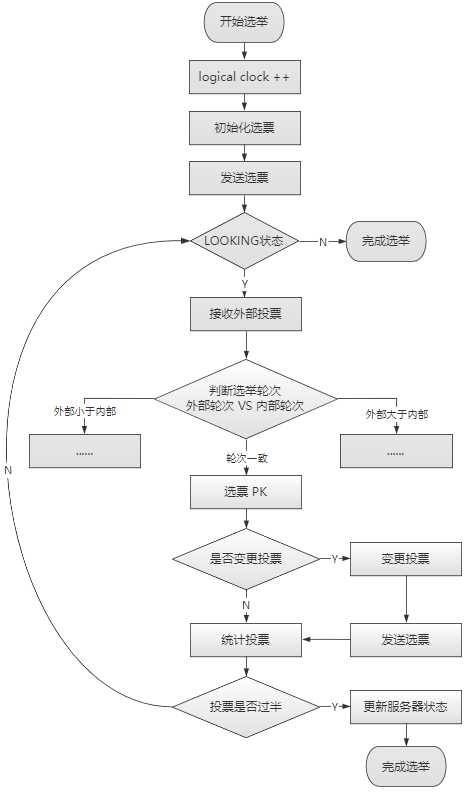 开始选举
logical clock ++
初始化选票
发送选票
LOOKING状态
N
完成选举
Y
接收外部投票
判断选举轮次
外部轮次 VS 内部轮次
外部小于内部
外部大于内部
......
......
轮次一致
N
选票 PK
是否变更投票
Y
变更投票
N
统计投票
发送选票
投票是否过半
Y
更新服务器状态
完成选举